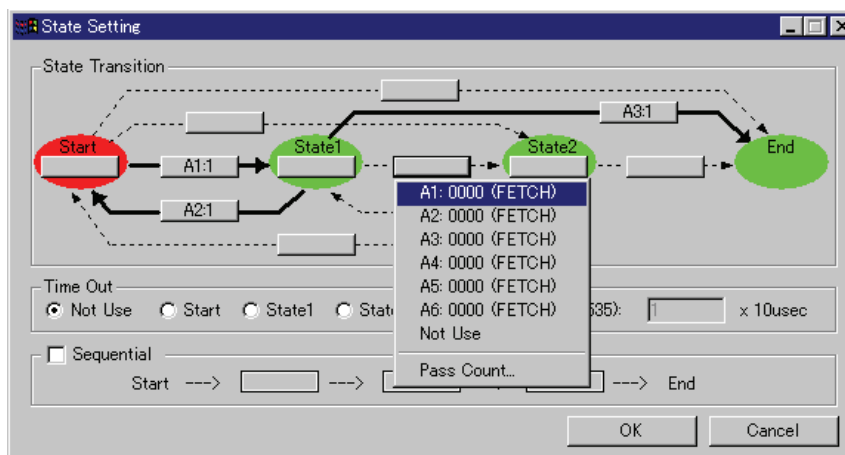 State Setting
State Transition
A3:1
Start
State1
State2
End
A1:1
A2:1
A1: 0000 (FETCH)
A2: 0000 (FETCH)
A3: 0000 (FETCH)
A4: 0000 (FETCH)
A5: 0000 (FETCH)
A6: 0000 (FETCH)
Not Use
Pass Count...
Time Out
Not Use Start State1 State 535): 1 x 10usec
Sequential
Start ---> ---> ---> End
OK Cancel